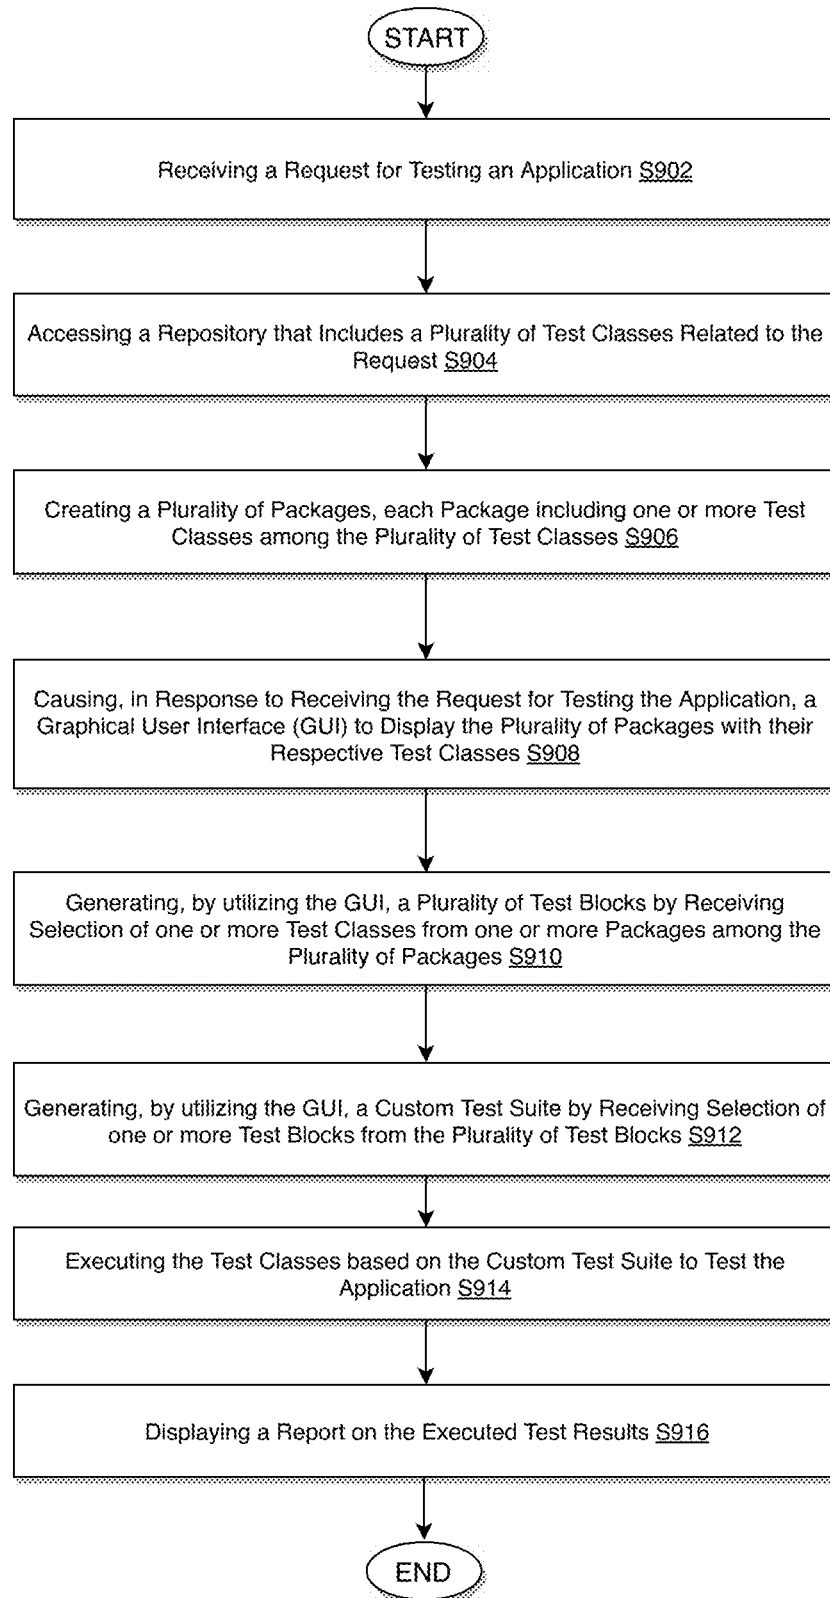 START
Receiving a Request for Testing an Application S902
Accessing a Repository that Includes a Plurality of Test Classes Related to the
Request S904
Creating a Plurality of Packages, each Package including one or more Test
Classes among the Plurality of Test Classes S906
Causing, in Response to Receiving the Request for Testing the Application, a
Graphical User Interface (GUI) to Display the Plurality of Packages with their
Respective Test Classes S908
Generating, by utilizing the GUI, a Plurality of Test Blocks by Receiving
Selection of one or more Test Classes from one or more Packages among the
Plurality of Packages S910
Generating, by utilizing the GUI, a Custom Test Suite by Receiving Selection of
one or more Test Blocks from the Plurality of Test Blocks S912
Executing the Test Classes based on the Custom Test Suite to Test the
Application S914
Displaying a Report on the Executed Test Results S916
END